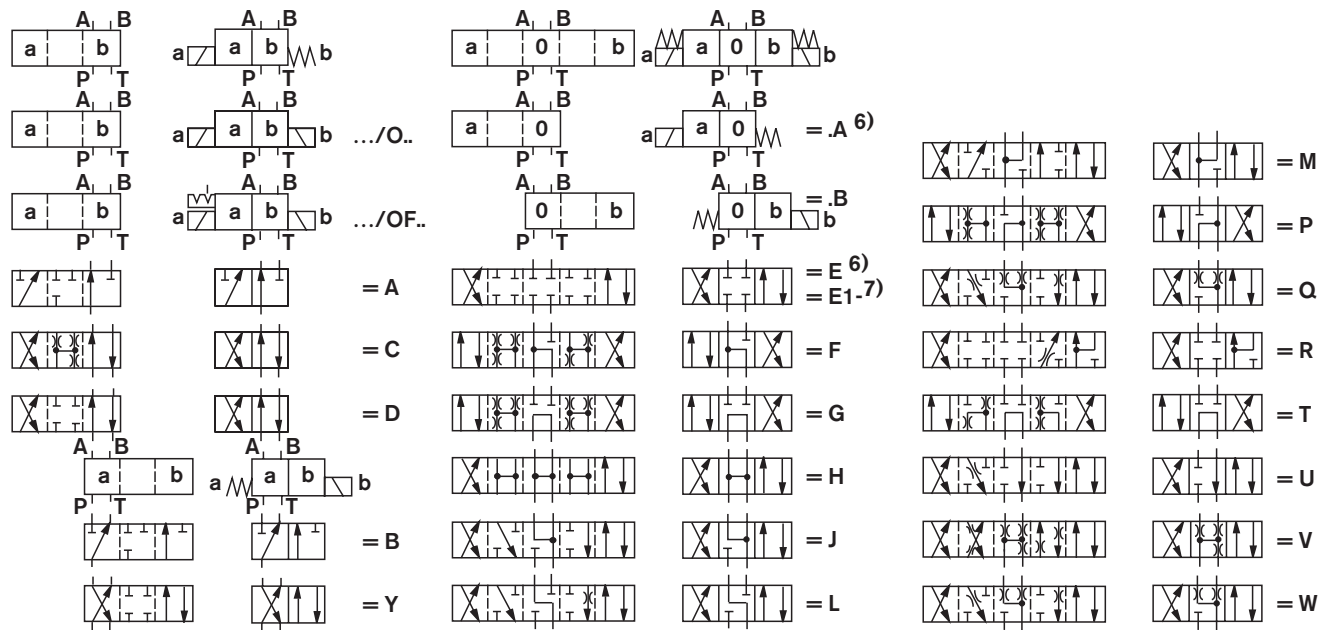 A B
a b
P T
A B
a a b b
P T
A B
a 0 b
P T
A B
a a 0 b b
P T
A B
a b
P T
A B
a a b b …/O..
P T
A B
a 0
P T
A B
a a 0 = .A 6)
P T
A B
a b
P T
A B
a a b b …/OF..
P T
A B
0 b
P T
A B
0 b b = .B
P T
= A
= C
= D
A B
a b
P T
A B
a a b b
P T
= B
= Y
= E 6)
= E1- 7)
= F
= G
= H
= J
= L
= M
= P
= Q
= R
= T
= U
= V
= W